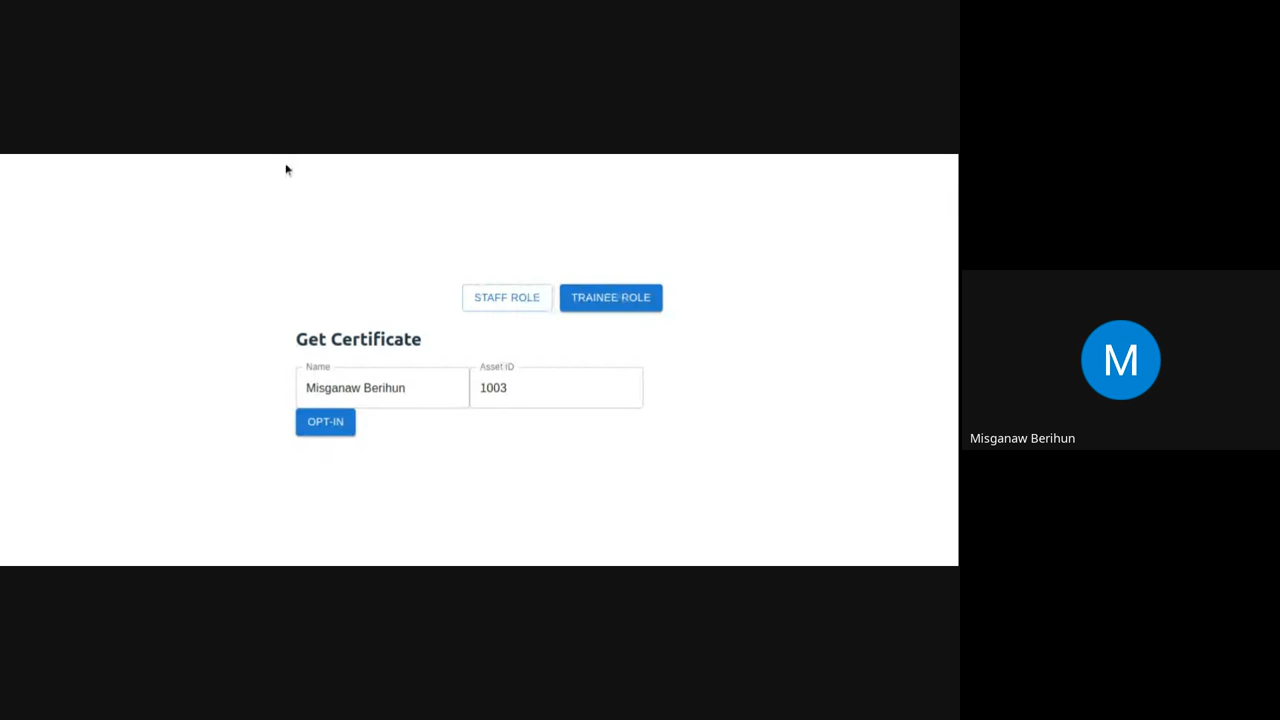 STAFF ROLE TRAINEE ROLE
Get Certificate
Name Asset ID
Misganaw Berihun 1003
OPT-IN
M
Misganaw Berihun